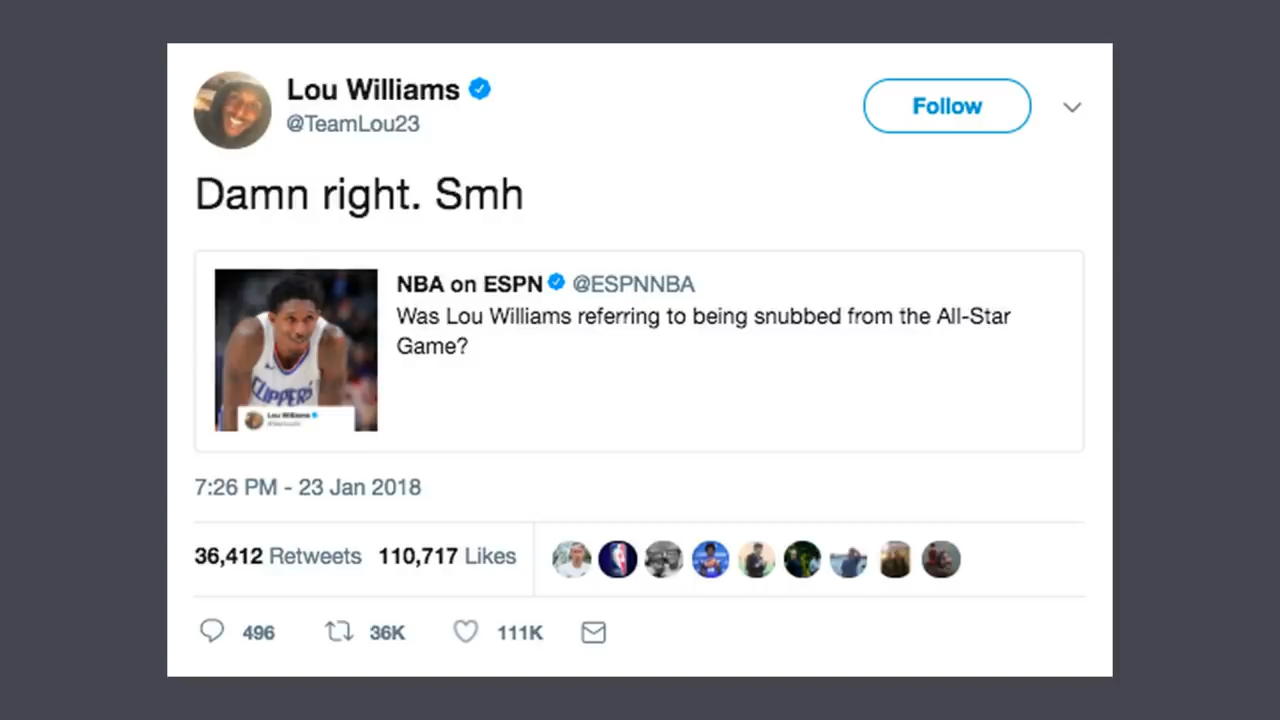 Lou Williams
@TeamLou23
Follow
Damn right. Smh
NBA on ESPN @ESPNNBA
Was Lou Williams referring to being snubbed from the All-Star
Game?
CLIPPERS
Lou Williams
7:26 PM - 23 Jan 2018
36,412 Retweets 110,717 Likes
496 36K 111K